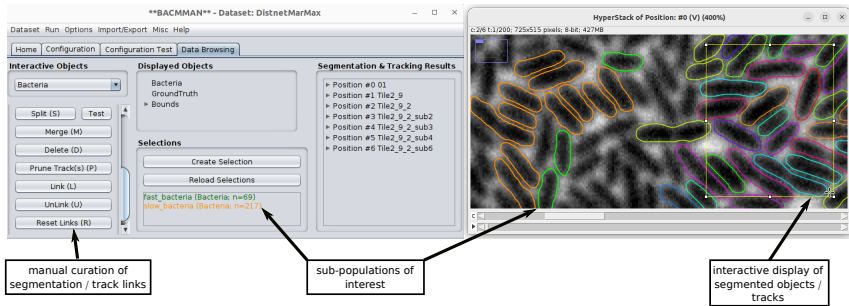 **BACMMAN** - Dataset: DistnetMarMax
Dataset Run Options Import/Export Misc Help
Home Configuration Configuration Test Data Browsing
Interactive Objects
Bacteria
Split (S) Test
Merge (M)
Delete (D)
Prune Track(s) (P)
Link (L)
UnLink (U)
Reset Links (R)
Displayed Objects
Bacteria
GroundTruth
Bounds
Selections
Create Selection
Reload Selections
fast_bacteria (Bacteria; n=69)
slow_bacteria (Bacteria; n=217)
Segmentation & Tracking Results
Position #0 01
Position #1 Tile2_9
Position #2 Tile2_9_2
Position #3 Tile2_9_2_sub2
Position #4 Tile2_9_2_sub3
Position #5 Tile2_9_2_sub4
Position #6 Tile2_9_2_sub6
HyperStack of Position: #0 (V) (400%)
c:2/6 t:1/200; 725x515 pixels; 8-bit; 427MB
c
manual curation of
segmentation / track links
sub-populations of
interest
interactive display of
segmented objects /
tracks